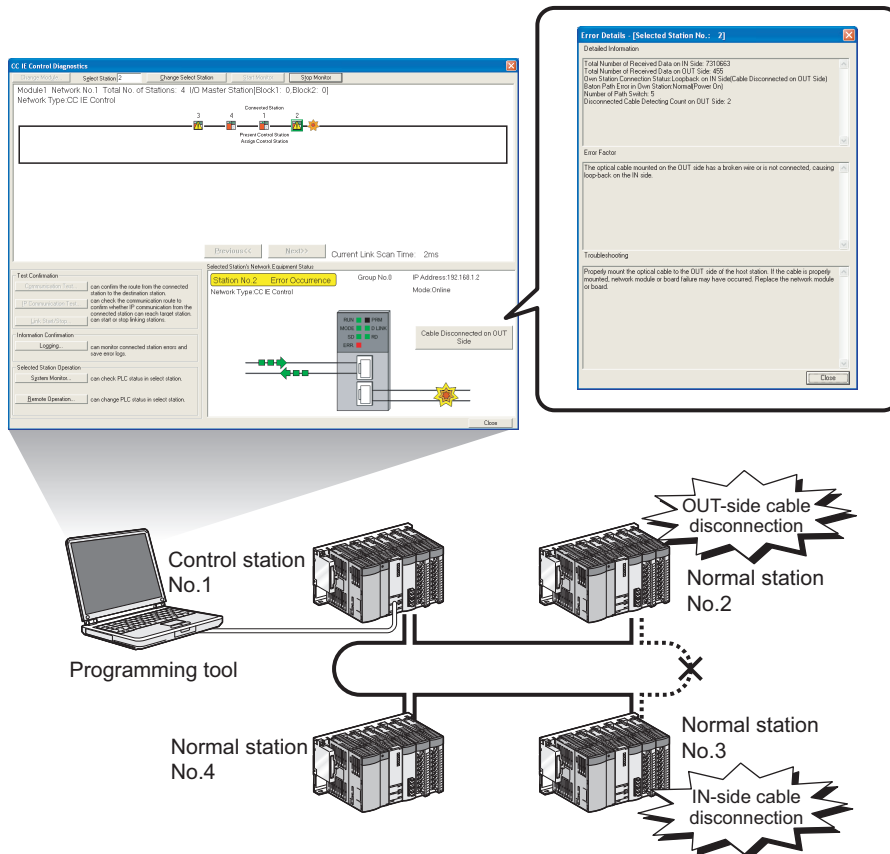 CC IE Control Diagnostics
Change Module Select Station 2 Change Select Station Start Monitor Stop Monitor
Module1 Network No.1 Total No. of Stations: 4 I/O Master Station[Block1: 0,Block2: 0]
Network Type:CC IE Control
Connected Station
3 4 1 2
Present Control Station
Assign Control Station
Previous<< Next>> Current Link Scan Time: 2ms
Test Confirmation
Communication Test... can confirm the route from the connected
station to the destination station.
IP Communication Test... can check the communication route to
confirm whether IP communication from the
connected station can reach target station.
Link Start/Stop... can start or stop linking stations.
Information Confirmation
Logging... can monitor connected station errors and
save error logs.
Selected Station Operation
System Monitor... can check PLC status in select station.
Remote Operation... can change PLC status in select station.
Selected Station's Network Equipment Status
Station No.2 Error Occurrence Group No.0 IP Address:192.168.1.2
Network Type:CC IE Control Mode:Online
RUN PRM
MODE D LINK
SD RD
ERR.
Cable Disconnected on OUT
Side
Close
Error Details - [Selected Station No.: 2]
Detailed Information
Total Number of Received Data on IN Side: 7310663
Total Number of Received Data on OUT Side: 455
Own Station Connection Status:Loopback on IN Side(Cable Disconnected on OUT Side)
Baton Path Error in Own Station:Normal(Power On)
Number of Path Switch: 5
Disconnected Cable Detecting Count on OUT Side: 2
Error Factor
The optical cable mounted on the OUT side has a broken wire or is not connected, causing
loop-back on the IN side.
Troubleshooting
Properly mount the optical cable to the OUT side of the host station. If the cable is properly
mounted, network module or board failure may have occurred. Replace the network module
or board.
Close
Control station
No.1
Programming tool
OUT-side cable
disconnection
Normal station
No.2
Normal station
No.4
Normal station
No.3
IN-side cable
disconnection